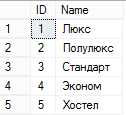 ID Name
1 1 Люкс
2 2 Полулюкс
3 3 Стандарт
4 4 Эконом
5 5 Хостел